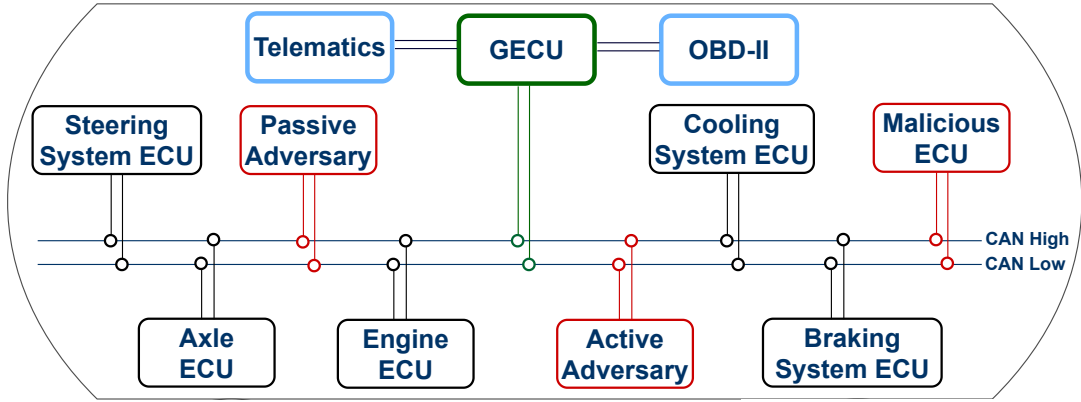 Telematics
GECU
OBD-II
Steering
System ECU
Passive
Adversary
Cooling
System ECU
Malicious
ECU
CAN High
CAN Low
Axle
ECU
Engine
ECU
Active
Adversary
Braking
System ECU